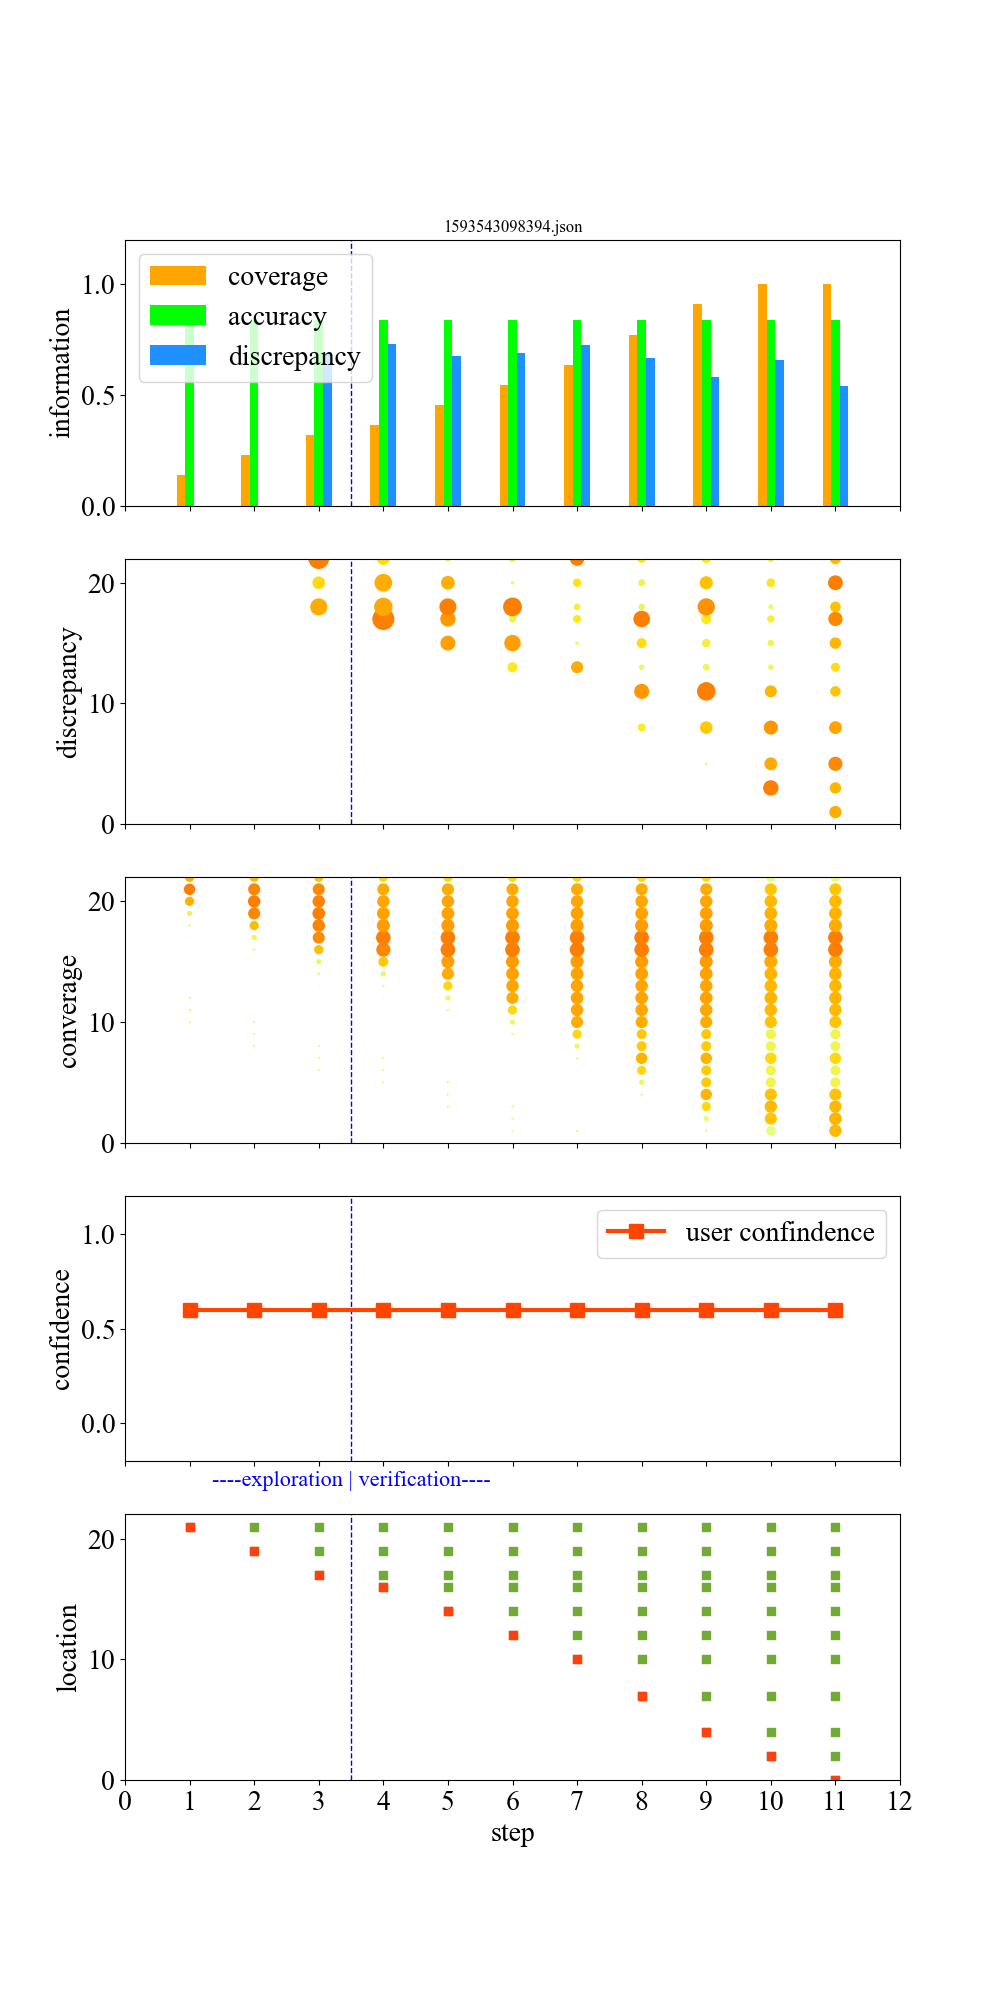 1593543098394.json
1.0
0.5
0.0
information
coverage
accuracy
discrepancy
20
10
0
discrepancy
20
10
0
converage
1.0
0.5
0.0
confidence
user confindence
----exploration | verification----
20
10
0
location
0 1 2 3 4 5 6 7 8 9 10 11 12
step